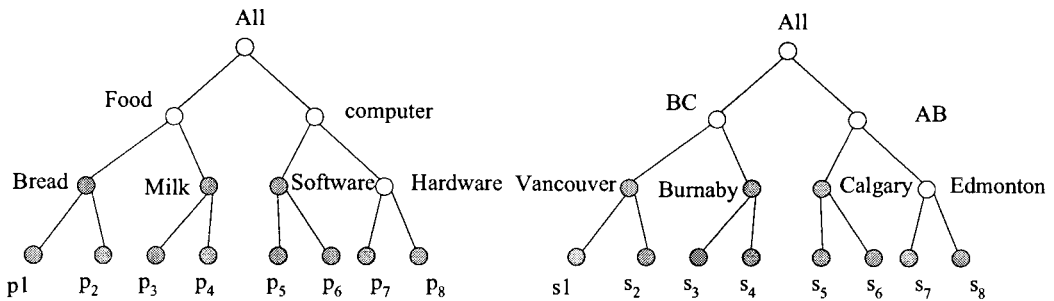 All
Food
computer
Bread
Milk
Software
Hardware
p1 p₂ p₃ p₄ p₅ p₆ p₇ p₈
All
BC
AB
Vancouver
Burnaby
Calgary
Edmonton
s1 s₂ s₃ s₄ s₅ s₆ s₇ s₈